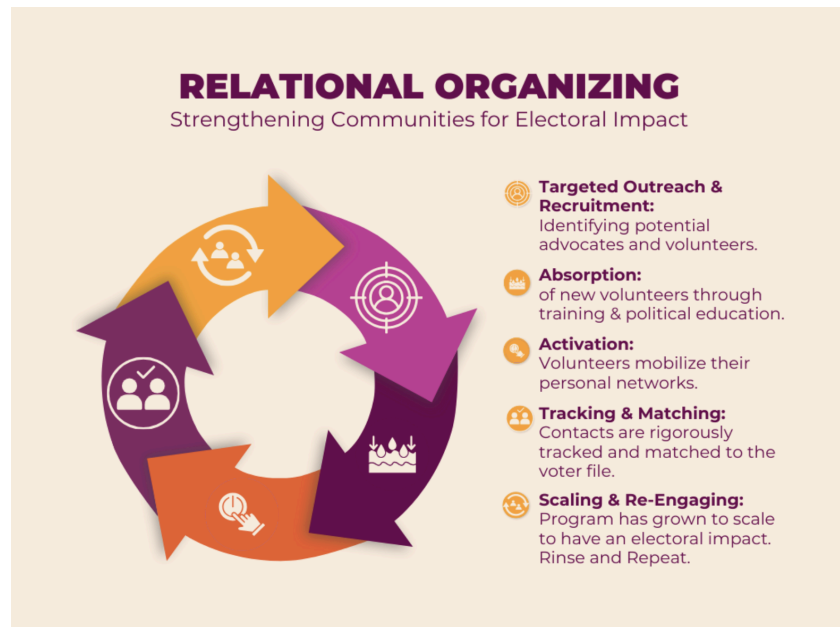 RELATIONAL ORGANIZING
Strengthening Communities for Electoral Impact
Targeted Outreach &
Recruitment:
Identifying potential
advocates and volunteers.
Absorption:
of new volunteers through
training & political education.
Activation:
Volunteers mobilize their
personal networks.
Tracking & Matching:
Contacts are rigorously
tracked and matched to the
voter file.
Scaling & Re-Engaging:
Program has grown to scale
to have an electoral impact.
Rinse and Repeat.